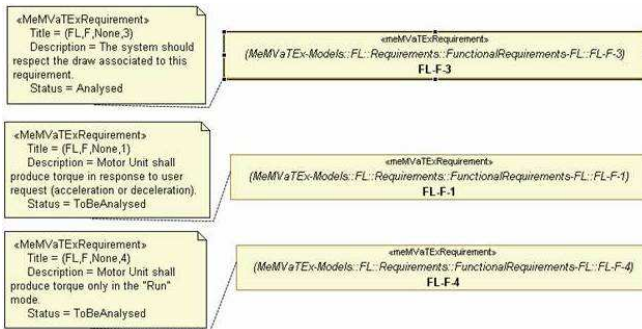 «MeMVaTExRequirement»
Title = (FL,F,None,3)
Description = The system should
respect the draw associated to this
requirement.
Status = Analysed
«meMVaTExRequirement»
(MeMVaTEx-Models::FL::Requirements::FunctionalRequirements-FL::FL-F-3)
FL-F-3
«MeMVaTExRequirement»
Title = (FL,F,None,1)
Description = Motor Unit shall
produce torque in response to user
request (acceleration or deceleration).
Status = ToBeAnalysed
«meMVaTExRequirement»
(MeMVaTEx-Models::FL::Requirements::FunctionalRequirements-FL::FL-F-1)
FL-F-1
«MeMVaTExRequirement»
Title = (FL,F,None,4)
Description = Motor Unit shall
produce torque only in the "Run"
mode.
Status = ToBeAnalysed
«meMVaTExRequirement»
(MeMVaTEx-Models::FL::Requirements::FunctionalRequirements-FL::FL-F-4)
FL-F-4